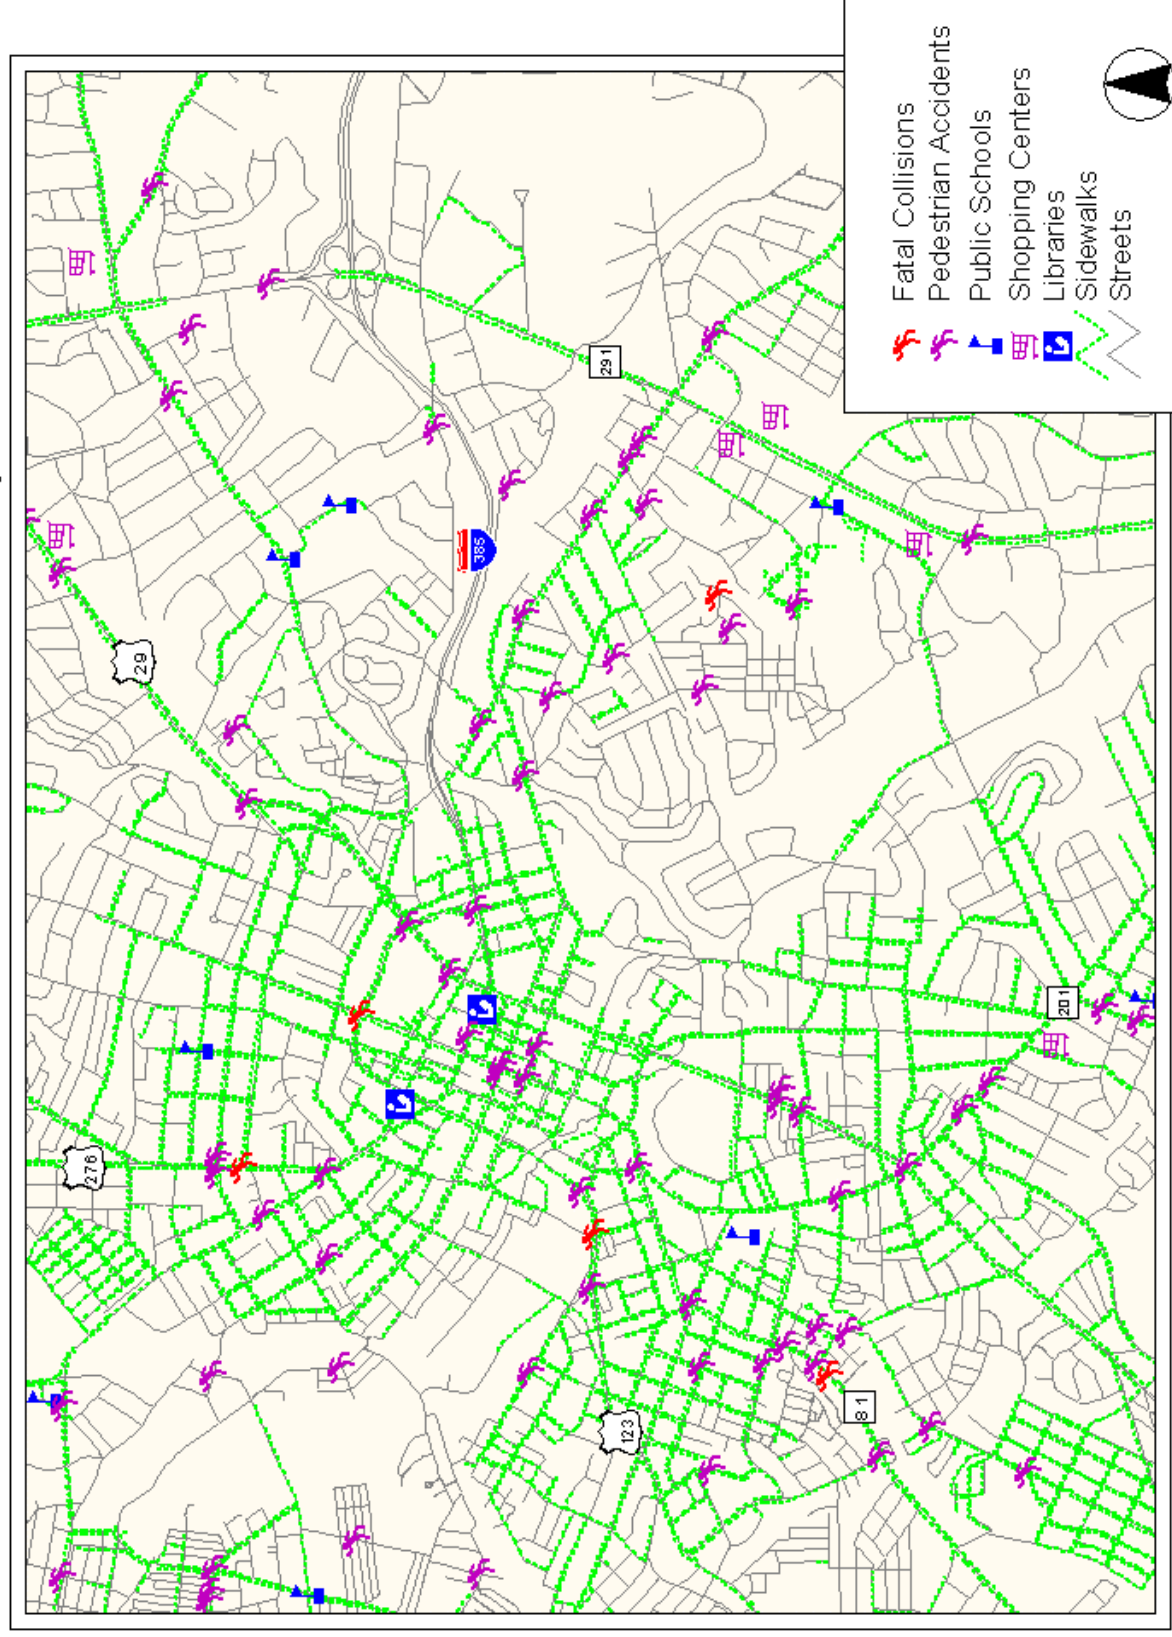 Fatal Collisions
Pedestrian Accidents
Public Schools
Shopping Centers
Libraries
Sidewalks
Streets
29
276
385
291
123
81
201